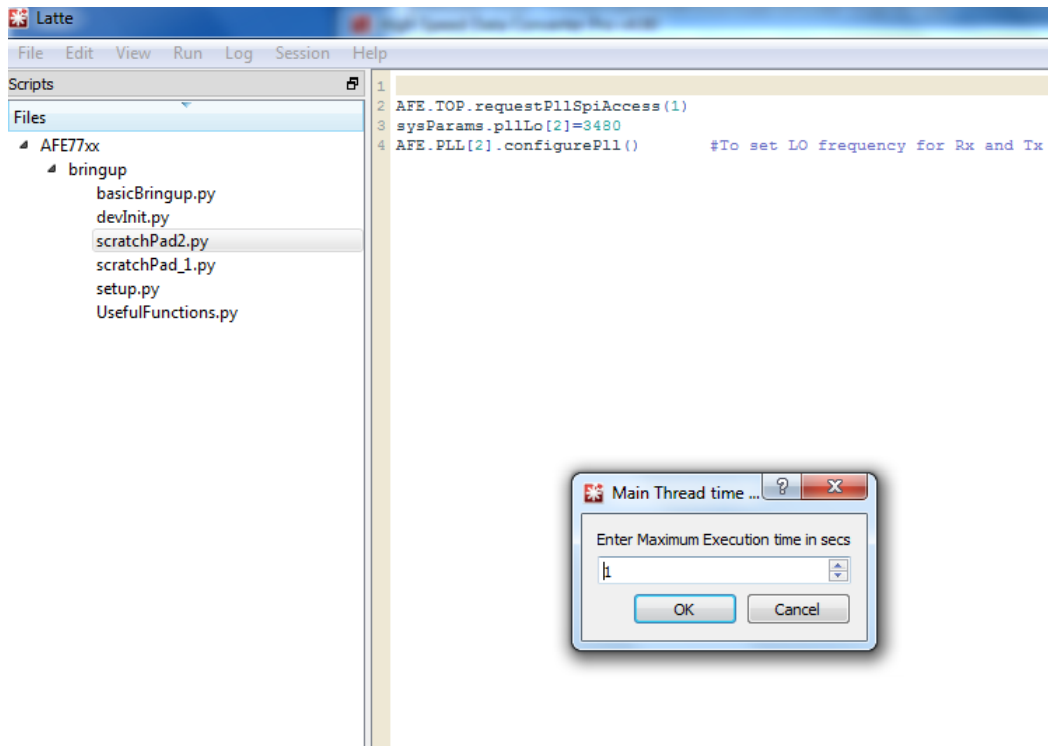 Latte
File Edit View Run Log Session Help
Scripts
Files
AFE77xx
bringup
basicBringup.py
devInit.py
scratchPad2.py
scratchPad_1.py
setup.py
UsefulFunctions.py
1
2 AFE.TOP.requestPllSpiAccess(1)
3 sysParams.pllLo[2]=3480
4 AFE.PLL[2].configurePll() #To set LO frequency for Rx and Tx
Main Thread time ...
?
Enter Maximum Execution time in secs
1
OK Cancel